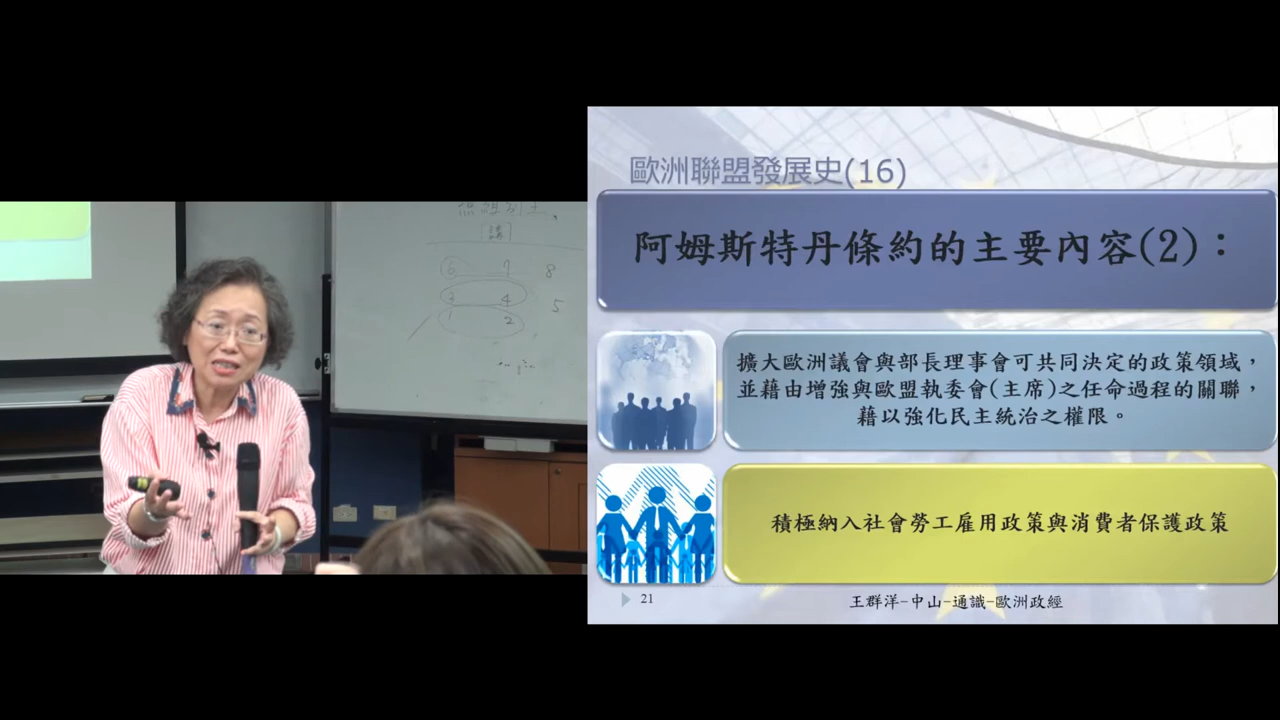 [講]
6 7 8
3 4 5
1 2
歐洲聯盟發展史(16)
阿姆斯特丹條約的主要內容(2)：
擴大歐洲議會與部長理事會可共同決定的政策領域，
並藉由增強與歐盟執委會(主席)之任命過程的關聯，
藉以強化民主統治之權限。
積極納入社會勞工雇用政策與消費者保護政策
21
王群洋-中山-通識-歐洲政經